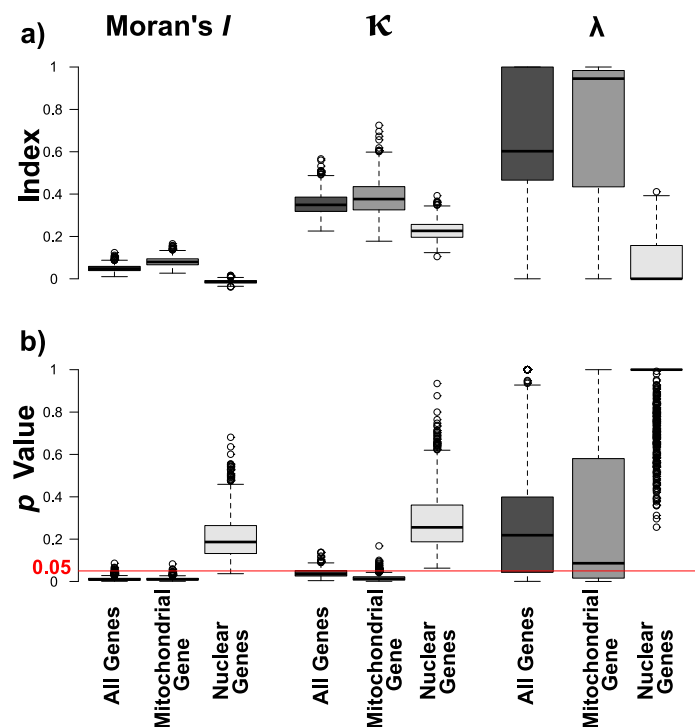 a)
Moran's I
K
λ
Index
1
0.8
0.6
0.4
0.2
0
b)
p Value
1
0.8
0.6
0.4
0.2
0
0.05
All Genes
Mitochondrial
Gene
Nuclear
Genes
All Genes
Mitochondrial
Gene
Nuclear
Genes
All Genes
Mitochondrial
Gene
Nuclear
Genes